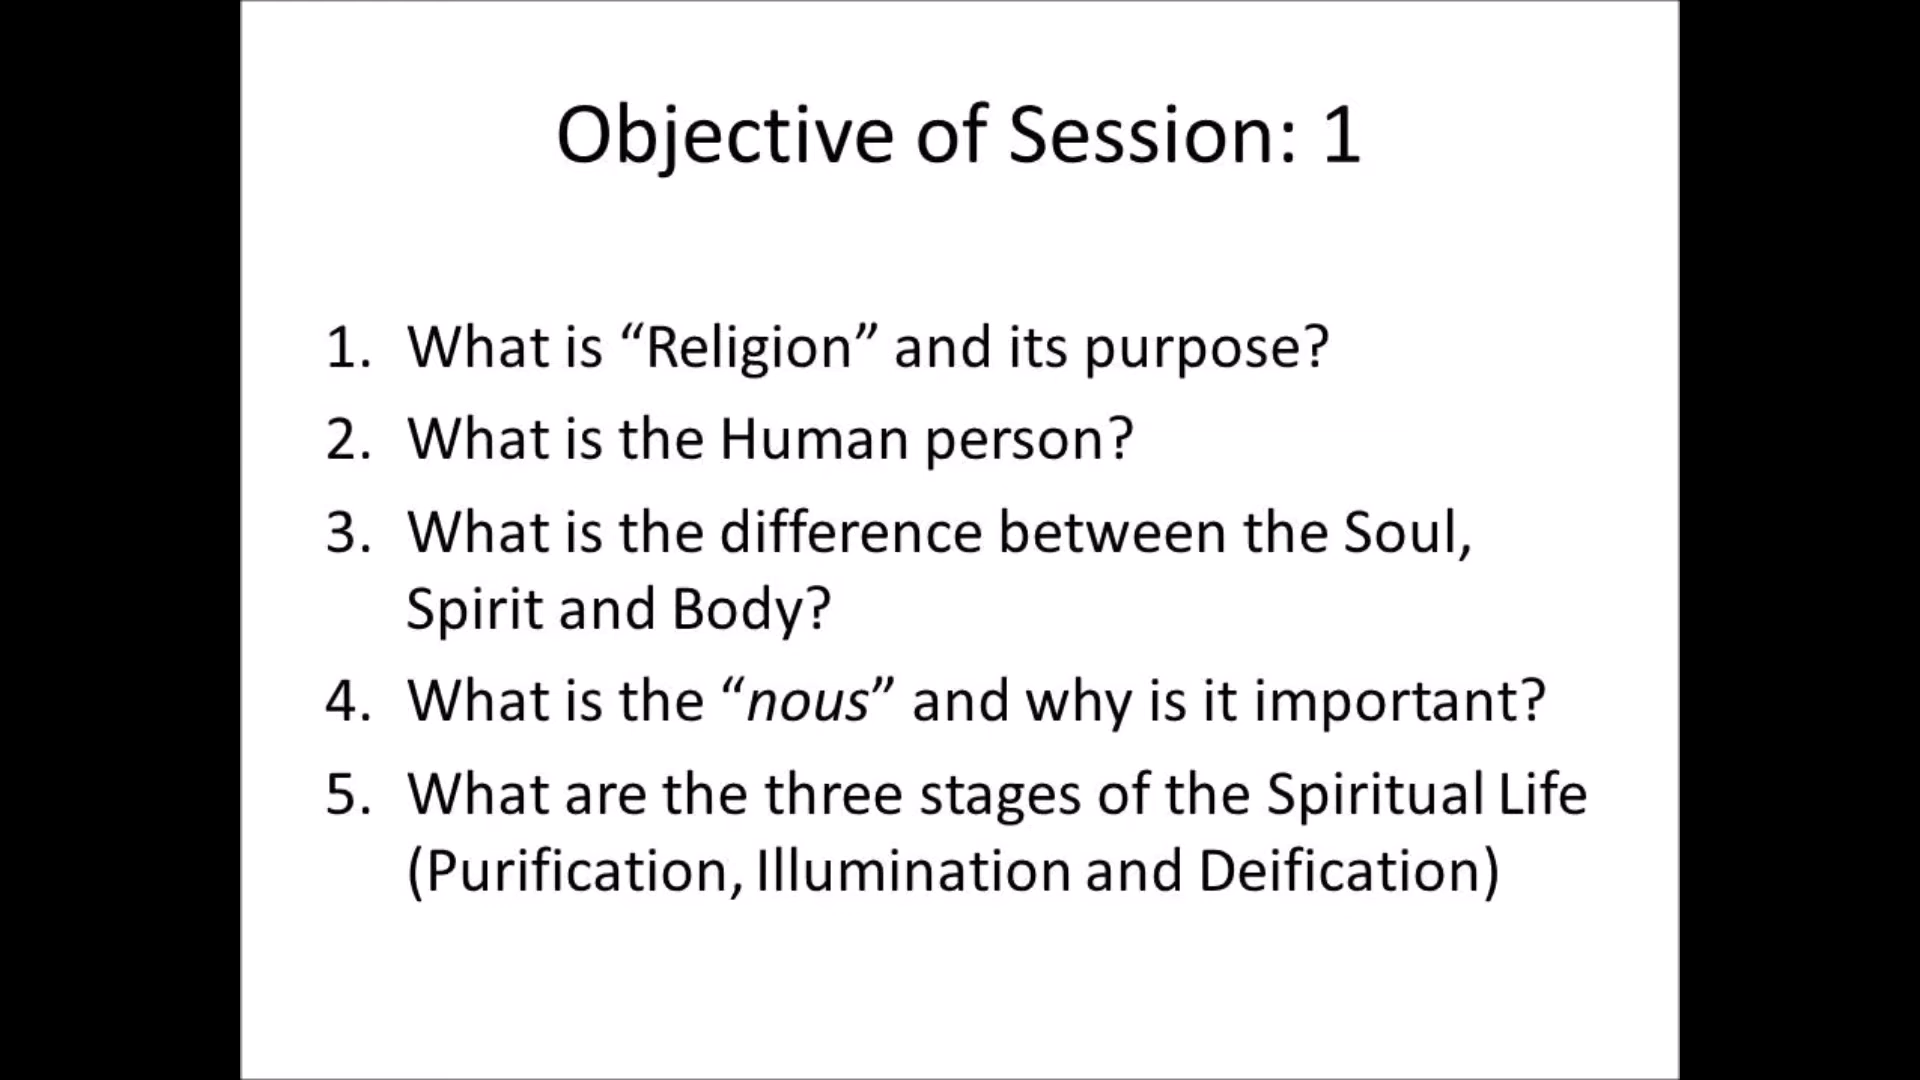 Objective of Session: 1
1. What is “Religion” and its purpose?
2. What is the Human person?
3. What is the difference between the Soul,
Spirit and Body?
4. What is the “nous” and why is it important?
5. What are the three stages of the Spiritual Life
(Purification, Illumination and Deification)